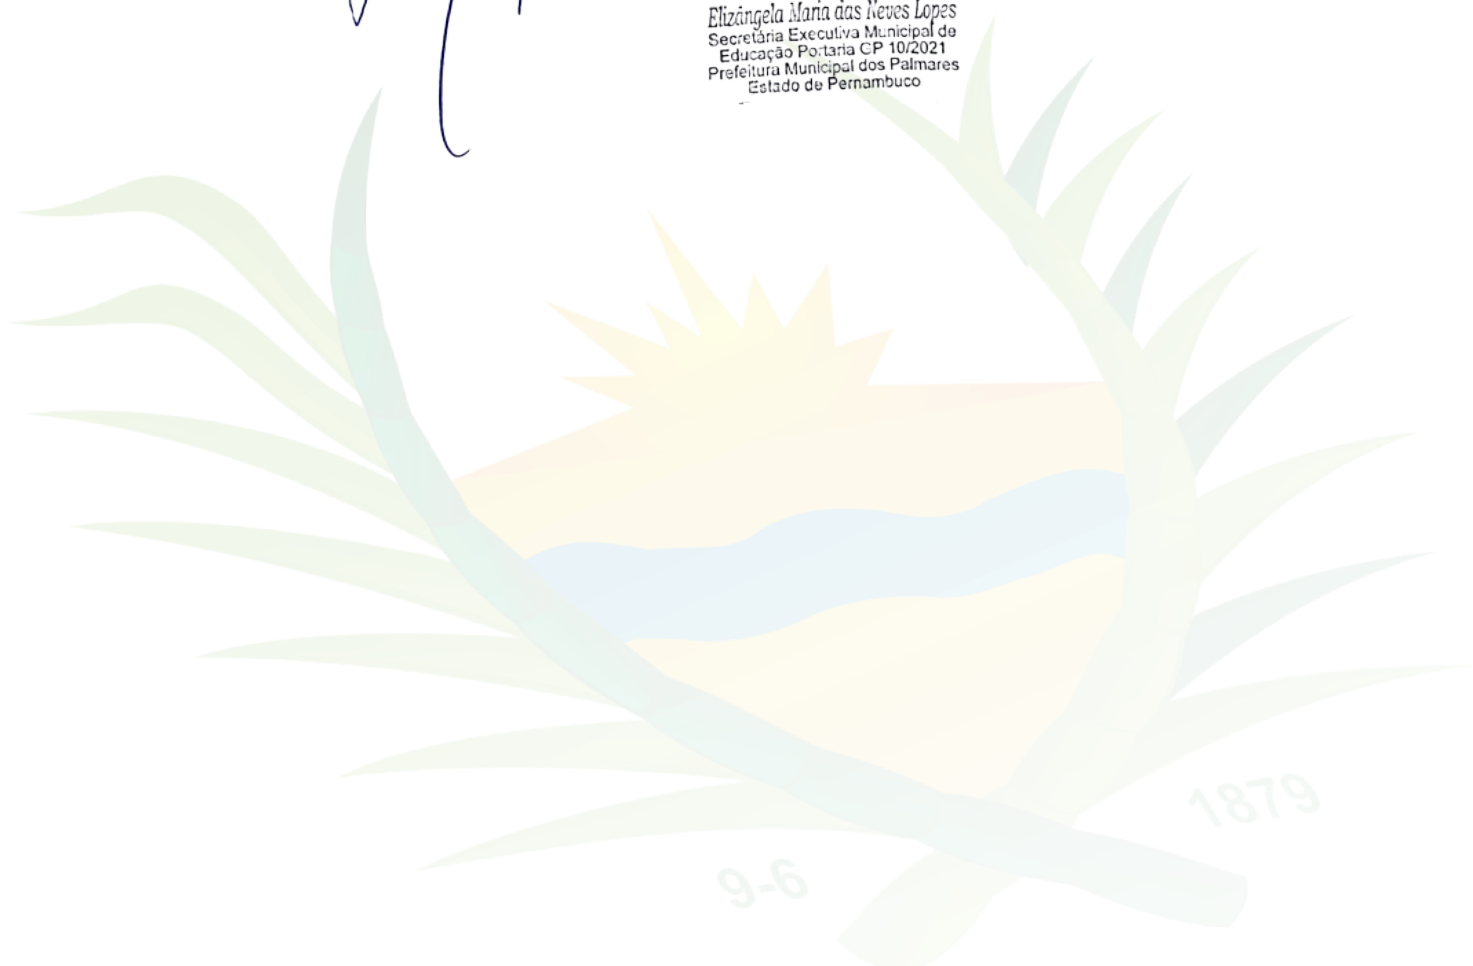 Elizângela Maria das Neves Lopes
Secretária Executiva Municipal de
Educação Portaria GP 10/2021
Prefeitura Municipal dos Palmares
Estado de Pernambuco
1879
9-6